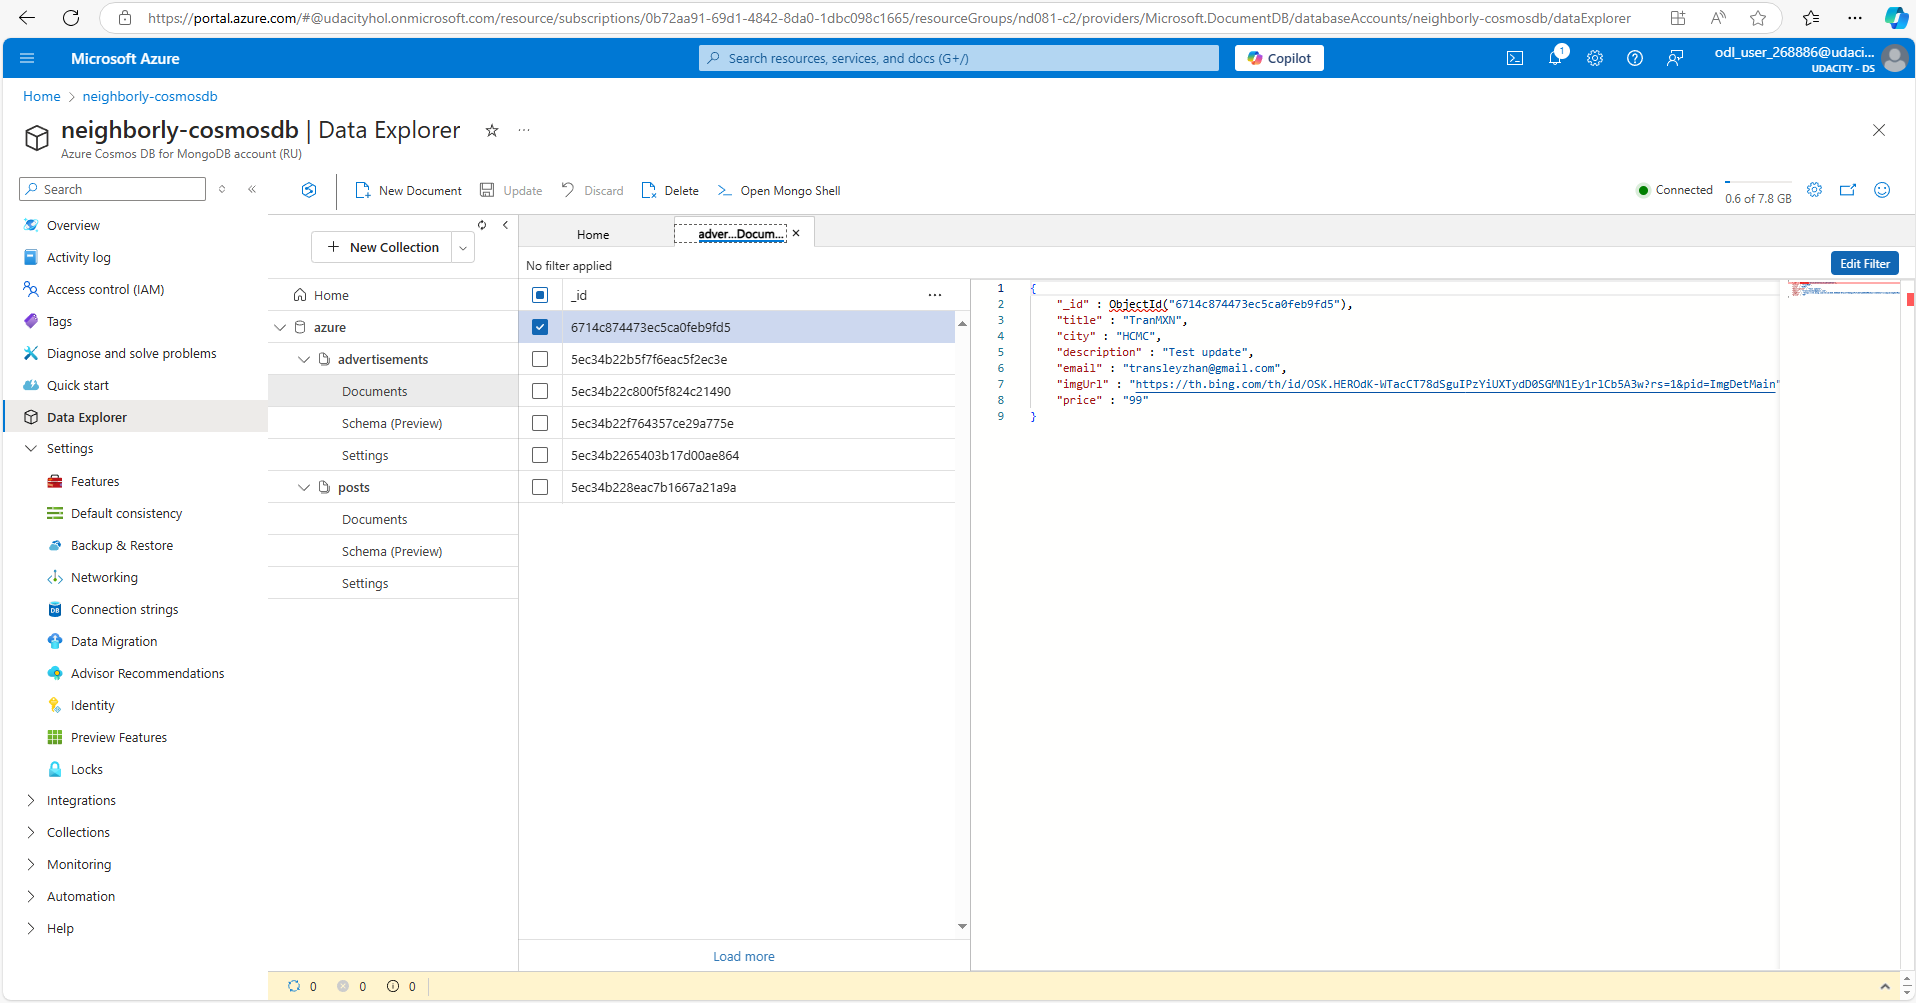 https://portal.azure.com/#@udacityhol.onmicrosoft.com/resource/subscriptions/0b72aa91-69d1-4842-8da0-1dbc098c1665/resourceGroups/nd081-c2/providers/Microsoft.DocumentDB/databaseAccounts/neighborly-cosmosdb/dataExplorer
Microsoft Azure
Search resources, services, and docs (G+/)
Copilot
1
odl_user_268886@udaci...
UDACITY - DS
Home > neighborly-cosmosdb
neighborly-cosmosdb | Data Explorer
Azure Cosmos DB for MongoDB account (RU)
Search
New Document
Update
Discard
Delete
Open Mongo Shell
Connected
0.6 of 7.8 GB
Overview
Activity log
Access control (IAM)
Tags
Diagnose and solve problems
Quick start
Data Explorer
Settings
Features
Default consistency
Backup & Restore
Networking
Connection strings
Data Migration
Advisor Recommendations
Identity
Preview Features
Locks
Integrations
Collections
Monitoring
Automation
Help
New Collection
Home
azure
advertisements
Documents
Schema (Preview)
Settings
posts
Documents
Schema (Preview)
Settings
Home
adver...Docum...
No filter applied
Edit Filter
_id
6714c874473ec5ca0feb9fd5
5ec34b22b5f7f6eac5f2ec3e
5ec34b22c800f5f824c21490
5ec34b22f764357ce29a775e
5ec34b2265403b17d00ae864
5ec34b228eac7b1667a21a9a
Load more
1 {
2 "_id" : ObjectId("6714c874473ec5ca0feb9fd5"),
3 "title" : "TranMXN",
4 "city" : "HCMC",
5 "description" : "Test update",
6 "email" : "transleyzhan@gmail.com",
7 "imgUrl" : "https://th.bing.com/th/id/OSK.HEROdK-WTacCT78dSguIPzYiUXTydD0SGMN1Ey1rlCb5A3w?rs=1&pid=ImgDetMain"
8 "price" : "99"
9 }
0 0 0